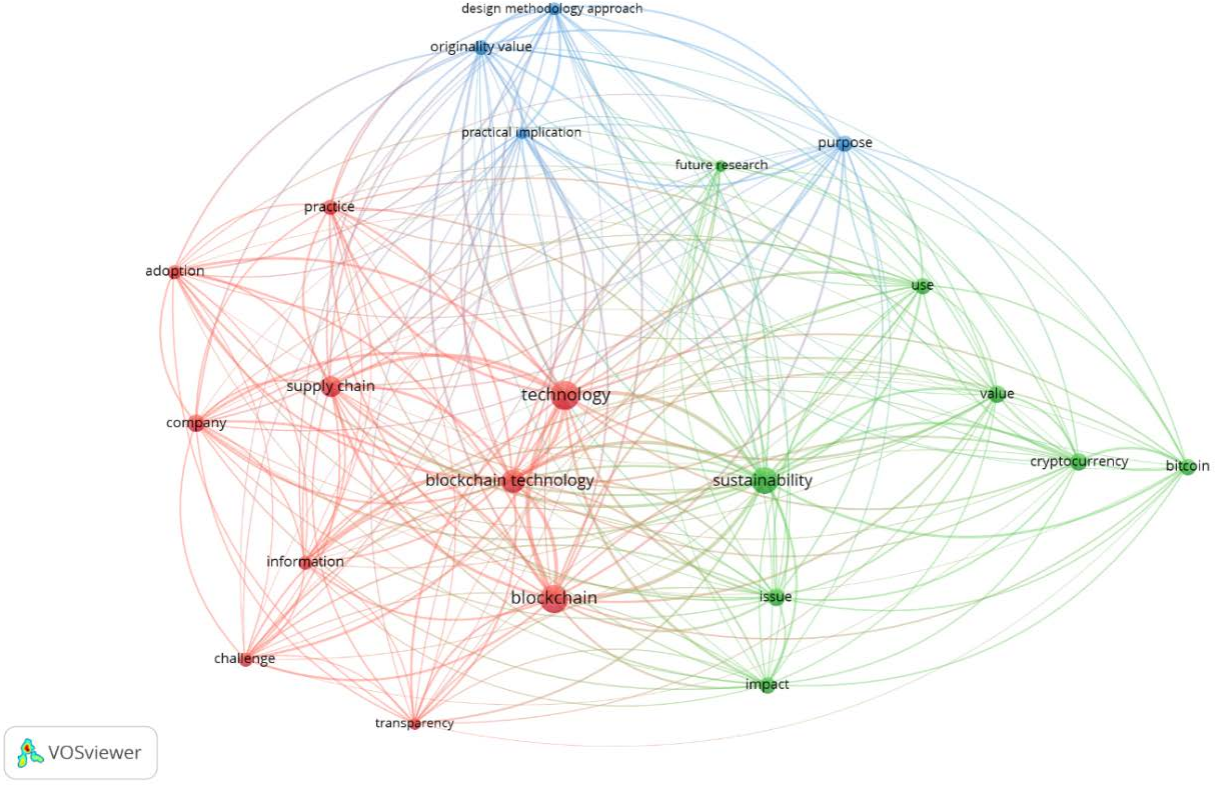 design methodology approach
originality value
practical implication
purpose
future research
practice
adoption
use
supply chain
technology
value
company
cryptocurrency
bitcoin
blockchain technology
sustainability
information
blockchain
issue
challenge
impact
transparency
VOSviewer